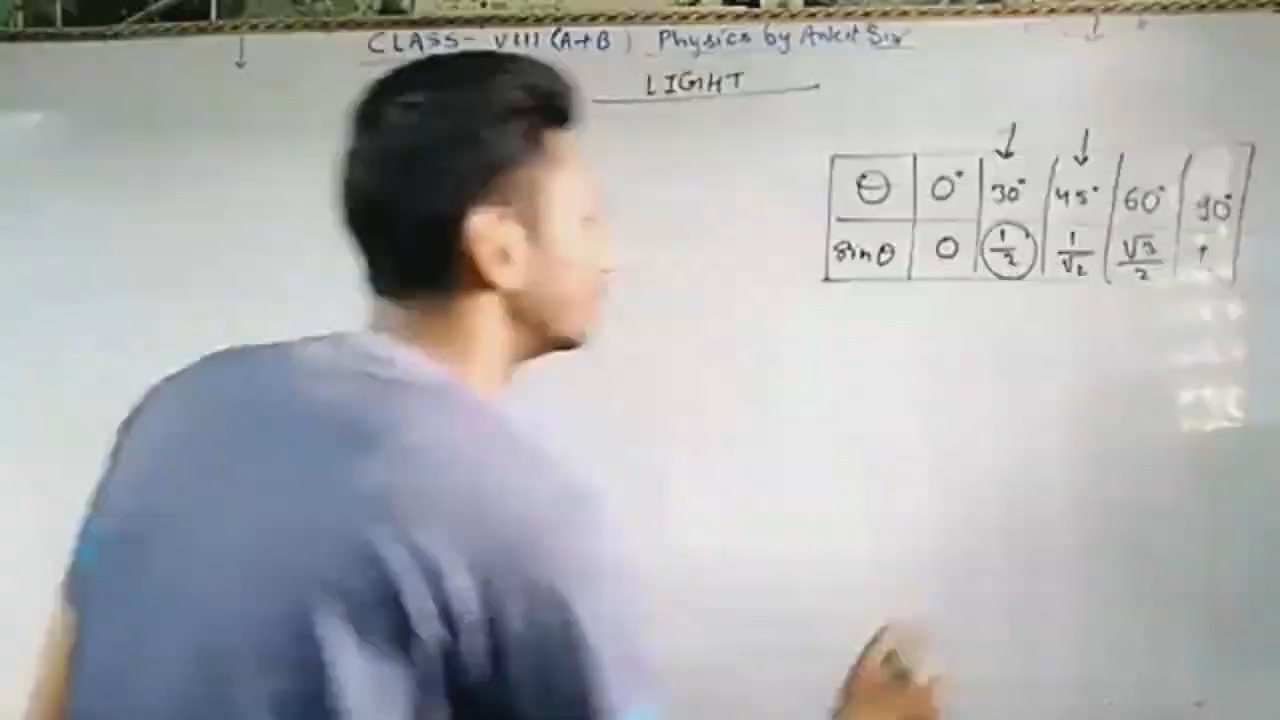 CLASS- VIII (A+B) Physics by Ankit Sir
LIGHT
θ 0° 30° 45° 60° 90°
sinθ 0 1/2 1/√2 √3/2 1